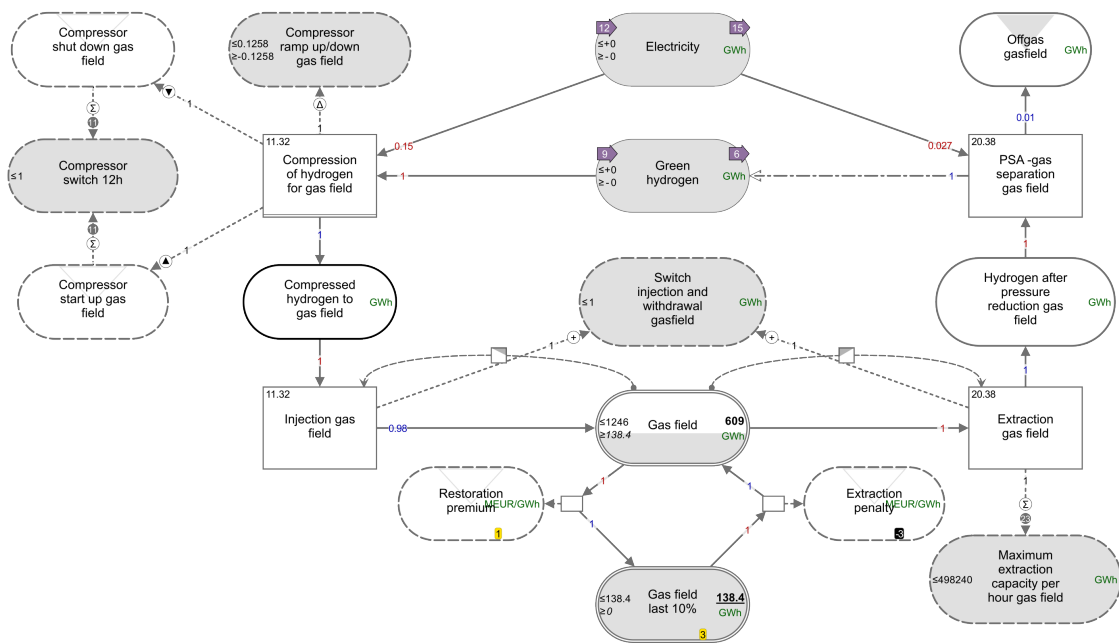 Compressor
shut down gas
field
≤0.1258
≥-0.1258
Compressor
ramp up/down
gas field
12
15
≤+0
≥-0
Electricity
GWh
Offgas
gasfield
GWh
1
Σ
11
1
Δ
0.01
≤1
Compressor
switch 12h
11.32
Compression
of hydrogen
for gas field
0.15
9
6
≤+0
≥-0
Green
hydrogen
GWh
1
0.027
1
20.38
PSA -gas
separation
gas field
11
Σ
1
1
1
Compressor
start up gas
field
Compressed
hydrogen to
gas field
GWh
≤1
Switch
injection and
withdrawal
gasfield
GWh
Hydrogen after
pressure
reduction gas
field
GWh
1
1
+
+
1
1
11.32
Injection gas
field
0.98
≤1246
≥138.4
Gas field
609
GWh
1
20.38
Extraction
gas field
1
1
1
Σ
23
Restoration
premium
MEUR/GWh
1
1
1
Extraction
penalty
MEUR/GWh
-3
≤138.4
≥0
Gas field
last 10%
138.4
GWh
3
≤498240
Maximum
extraction
capacity per
hour gas field
GWh